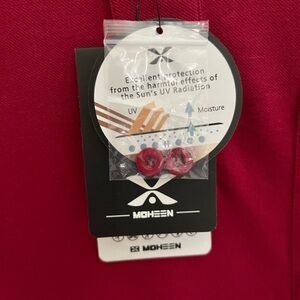 Excellent protection
from the harmful effects of
the Sun's UV Radiation
UV
Moisture
MOHEEN
MOHEEN